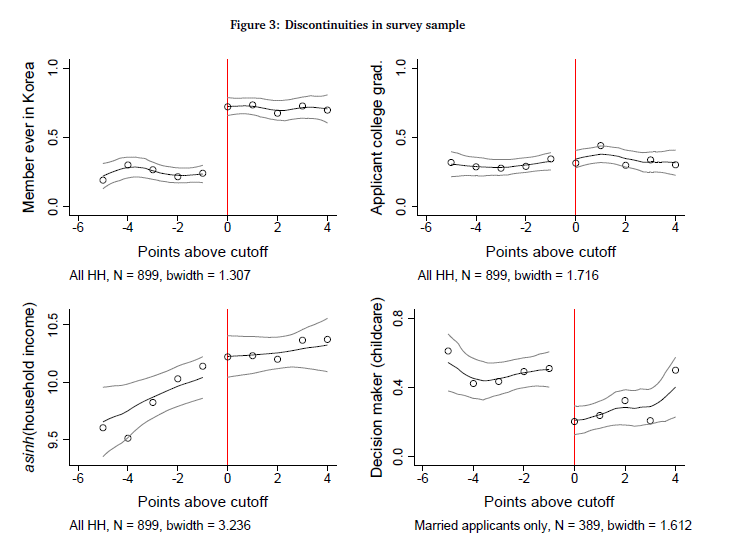 Figure 3: Discontinuities in survey sample
Member ever in Korea
1.0
0.5
0.0
-6 -4 -2 0 2 4
Points above cutoff
All HH, N = 899, bwidth = 1.307
Applicant college grad.
1.0
0.5
0.0
-6 -4 -2 0 2 4
Points above cutoff
All HH, N = 899, bwidth = 1.716
asinh(household income)
10.5
10.0
9.5
-6 -4 -2 0 2 4
Points above cutoff
All HH, N = 899, bwidth = 3.236
Decision maker (childcare)
0.8
0.4
0.0
-6 -4 -2 0 2 4
Points above cutoff
Married applicants only, N = 389, bwidth = 1.612